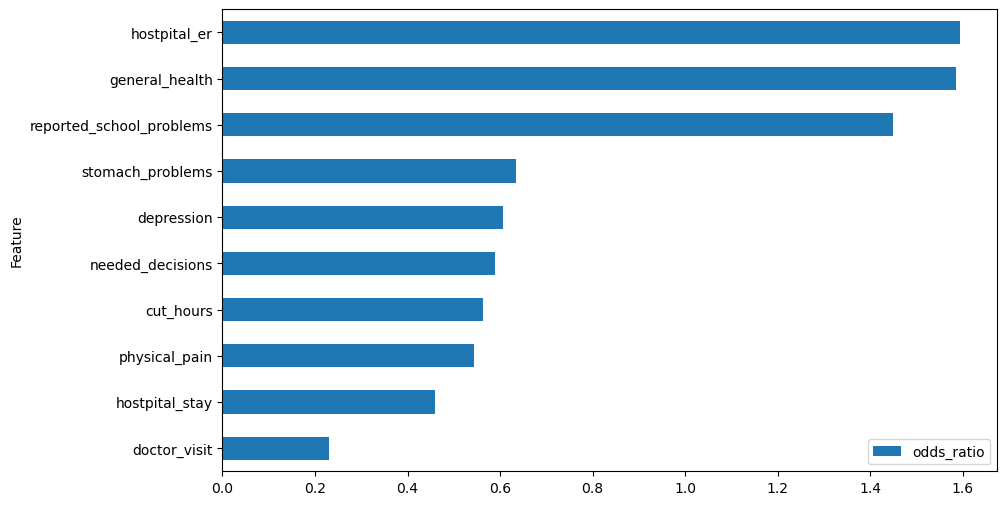 hostpital_er
general_health
reported_school_problems
stomach_problems
depression
needed_decisions
cut_hours
physical_pain
hostpital_stay
doctor_visit
Feature
odds_ratio
0.0 0.2 0.4 0.6 0.8 1.0 1.2 1.4 1.6